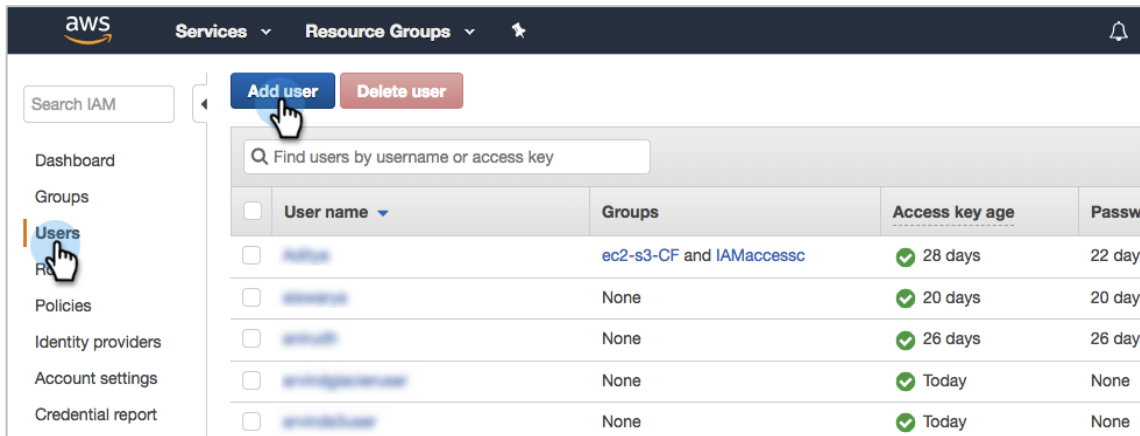 aws Services Resource Groups
Search IAM
Add user Delete user
Find users by username or access key
Dashboard
Groups
Users
Policies
Identity providers
Account settings
Credential report
User name Groups Access key age Passw
ec2-s3-CF and IAMaccessc 28 days 22 day
None 20 days 20 day
None 26 days 26 day
None Today None
None Today None